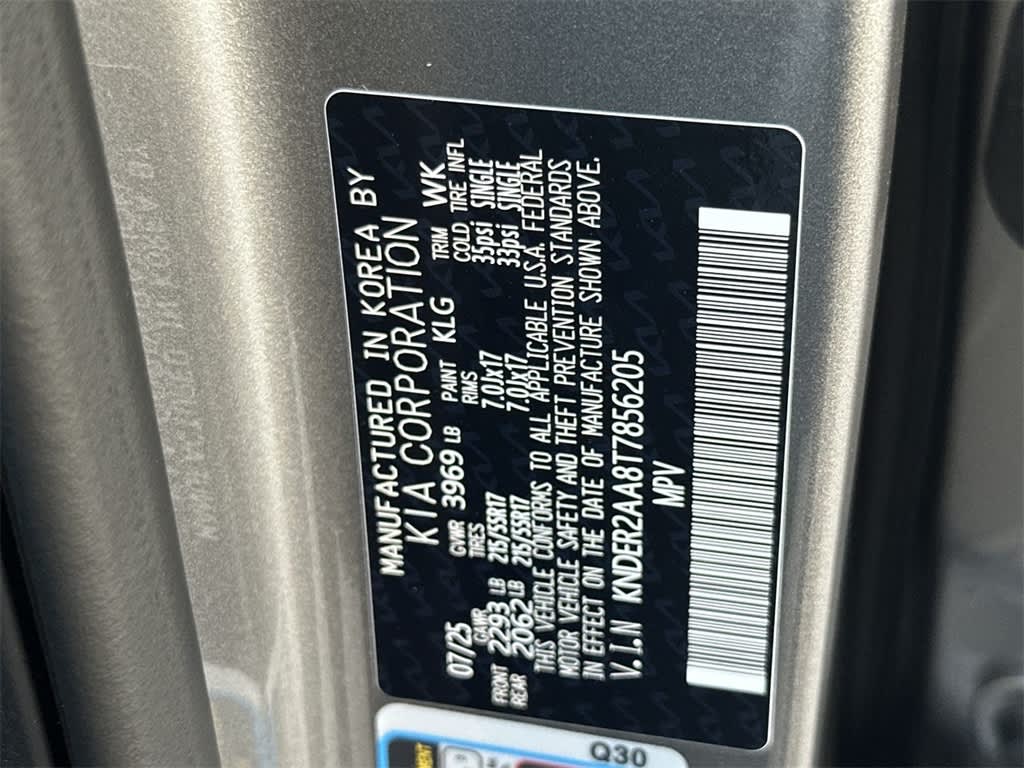 MANUFACTURED IN KOREA BY
KIA CORPORATION
07/25 GVWR 3969 LB PAINT KLG TRIM WK
GAWR TIRES RIMS COLD TIRE INFL
FRONT 2293 LB 215/55R17 7.0Jx17 35psi SINGLE
REAR 2062 LB 215/55R17 7.0Jx17 33psi SINGLE
THIS VEHICLE CONFORMS TO ALL APPLICABLE U.S.A. FEDERAL
MOTOR VEHICLE SAFETY AND THEFT PREVENTION STANDARDS
IN EFFECT ON THE DATE OF MANUFACTURE SHOWN ABOVE.
V.I.N KNDER2AA8T7856205
MPV
Q30